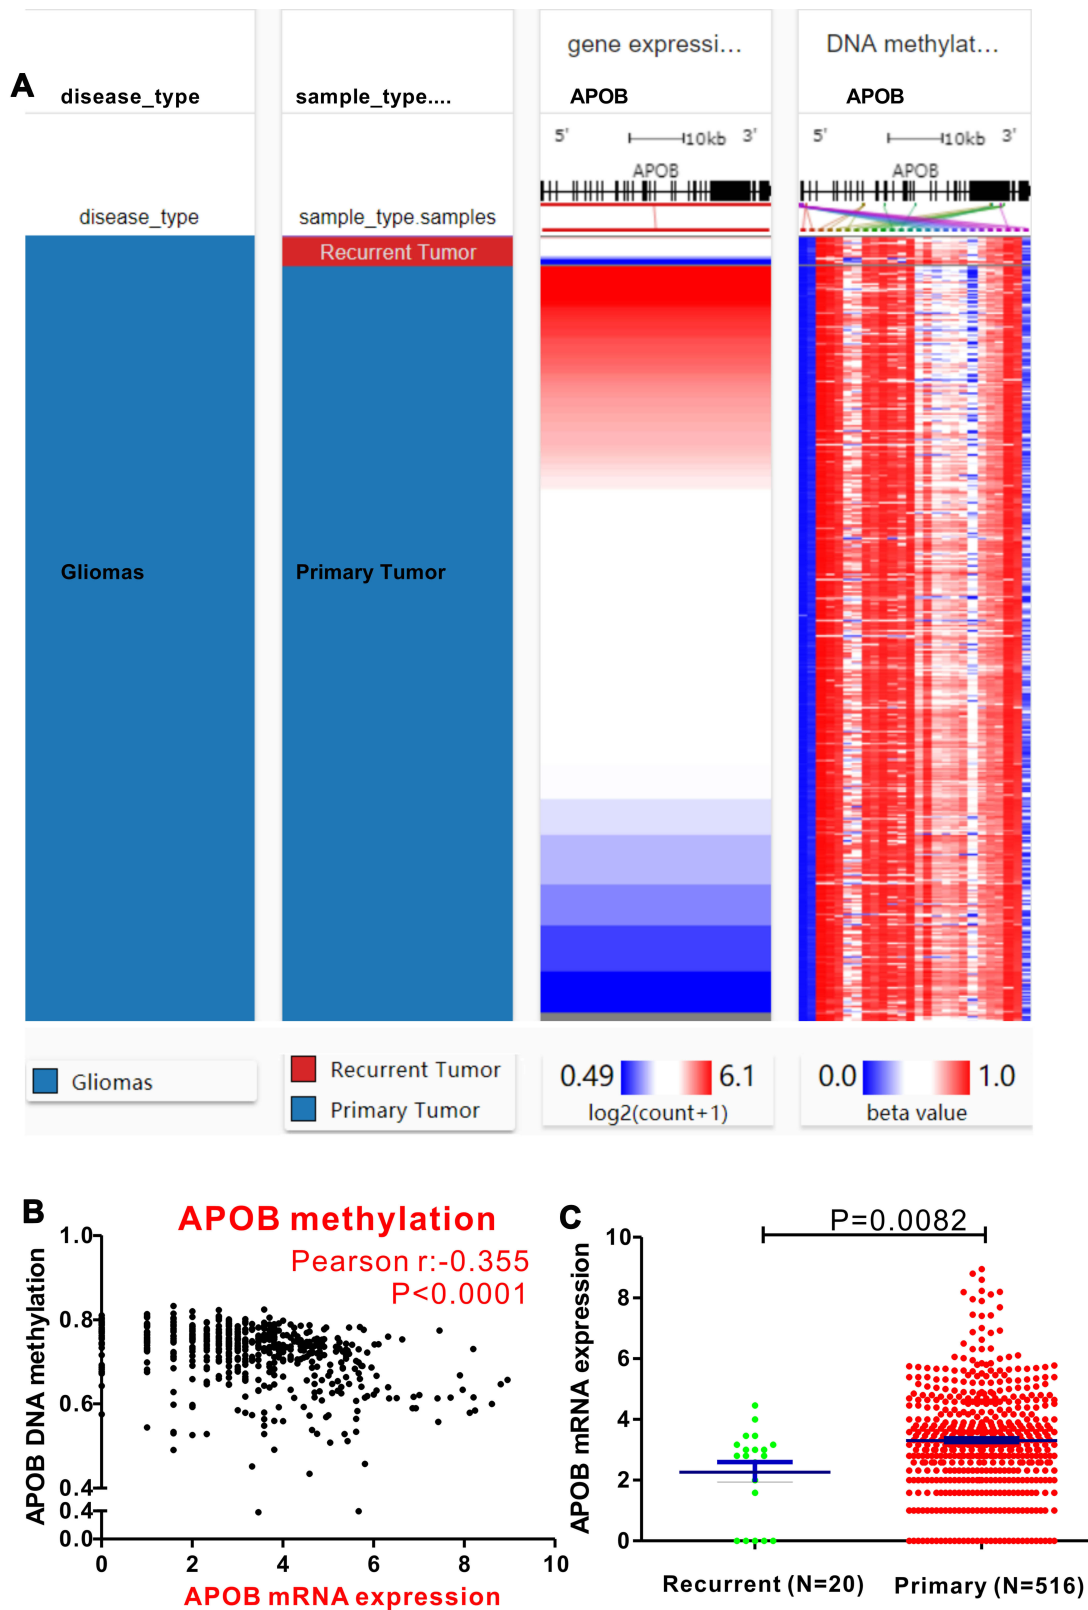 A
gene expressi...
DNA methylat...
disease_type
sample_type....
APOB
APOB
5' 10kb 3'
5' 10kb 3'
APOB
APOB
disease_type
sample_type.samples
Recurrent Tumor
Gliomas
Primary Tumor
Gliomas
Recurrent Tumor
Primary Tumor
0.49 6.1
log2(count+1)
0.0 1.0
beta value
B
APOB methylation
Pearson r:-0.355
P<0.0001
APOB DNA methylation
1.0
0.8
0.6
0.4
0.4
0.0
0 2 4 6 8 10
APOB mRNA expression
C
P=0.0082
APOB mRNA expression
10
8
6
4
2
0
Recurrent (N=20) Primary (N=516)